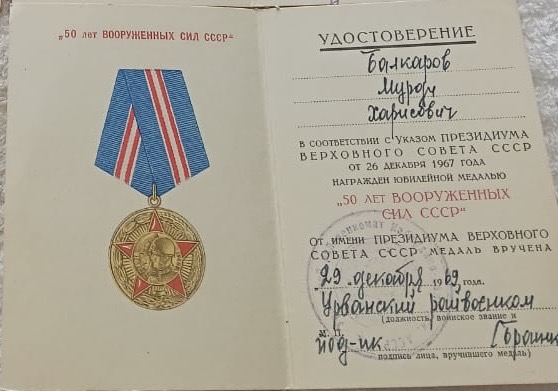 „50 лет ВООРУЖЕННЫХ СИЛ СССР“
УДОСТОВЕРЕНИЕ
Балкаров
Мурад
Харисович
В СООТВЕТСТВИИ С УКАЗОМ ПРЕЗИДИУМА
ВЕРХОВНОГО СОВЕТА СССР
ОТ 26 ДЕКАБРЯ 1967 ГОДА
НАГРАЖДЕН ЮБИЛЕЙНОЙ МЕДАЛЬЮ
„50 ЛЕТ ВООРУЖЕННЫХ
СИЛ СССР“
ОТ ИМЕНИ ПРЕЗИДИУМА ВЕРХОВНОГО
СОВЕТА СССР МЕДАЛЬ ВРУЧЕНА
29 декабря 1969 года.
Урванский райвоенком
(должность, воинское звание и
М. П.
п/подп-ик
подпись лица, вручившего медаль)